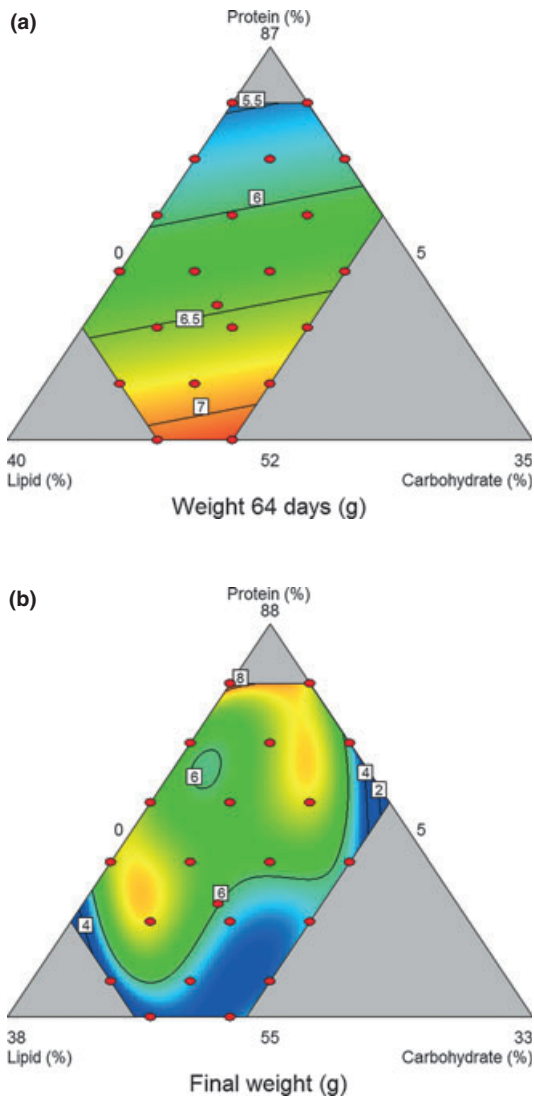 (a)
Protein (%)
87
5.5
6
0
5
6.5
7
40
52
35
Lipid (%)
Carbohydrate (%)
Weight 64 days (g)
(b)
Protein (%)
88
8
6
4
2
0
5
6
4
38
55
33
Lipid (%)
Carbohydrate (%)
Final weight (g)